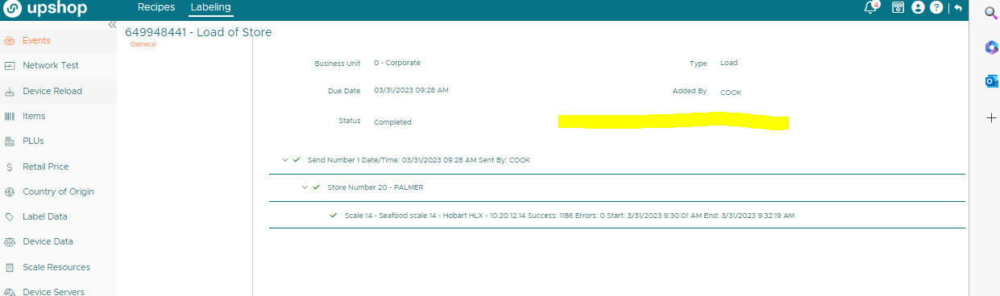 upshop
Recipes Labeling
4
?
Events
Network Test
Device Reload
Items
PLUs
Retail Price
Country of Origin
Label Data
Device Data
Scale Resources
Device Servers
649948441 - Load of Store
General
Business Unit 0 - Corporate
Type Load
Due Date 03/31/2023 09:28 AM
Added By COOK
Status Completed
Send Number 1 Date/Time: 03/31/2023 09:28 AM Sent By: COOK
Store Number 20 - PALMER
Scale 14 - Seafood scale 14 - Hobart HLX - 10.20.12.14 Success: 1186 Errors: 0 Start: 3/31/2023 9:30:01 AM End: 3/31/2023 9:32:19 AM